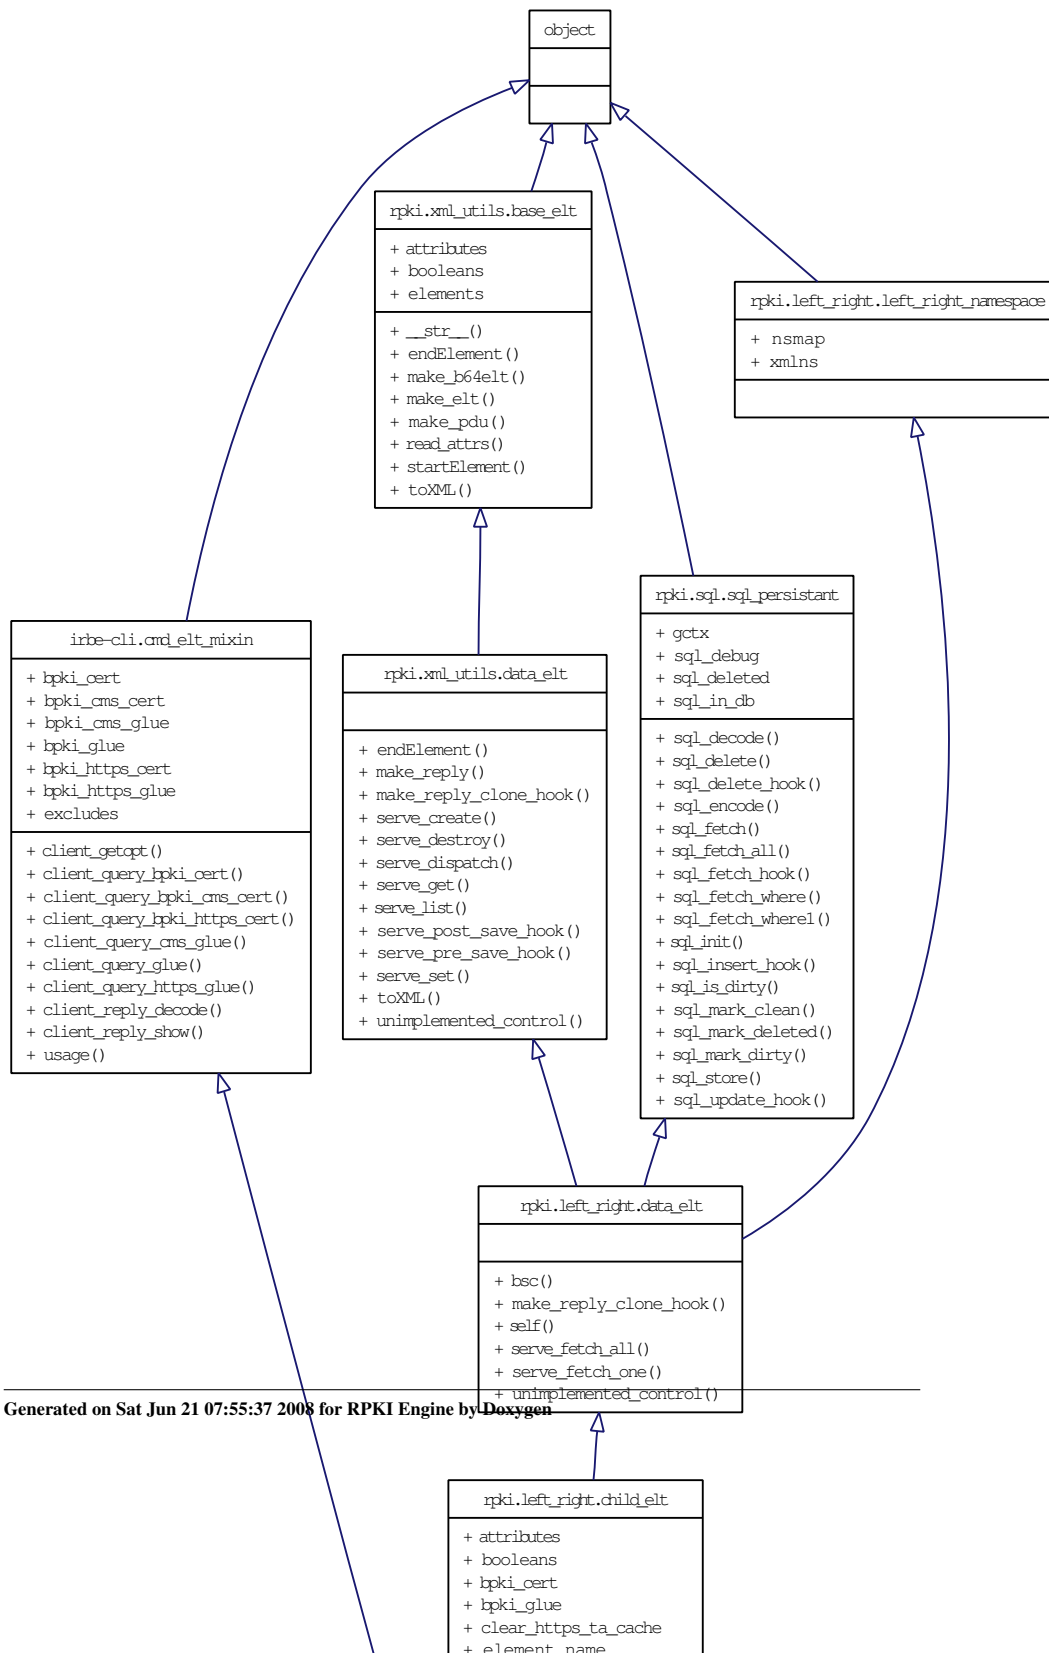 object
rpki.xml_utils.base_elt
+ attributes
+ booleans
+ elements
+ __str__()
+ endElement()
+ make_b64elt()
+ make_elt()
+ make_pdu()
+ read_attrs()
+ startElement()
+ toXML()
rpki.left_right.left_right_namespace
+ nsmap
+ xmlns
rpki.sql.sql_persistant
+ gctx
+ sql_debug
+ sql_deleted
+ sql_in_db
+ sql_decode()
+ sql_delete()
+ sql_delete_hook()
+ sql_encode()
+ sql_fetch()
+ sql_fetch_all()
+ sql_fetch_hook()
+ sql_fetch_where()
+ sql_fetch_where1()
+ sql_init()
+ sql_insert_hook()
+ sql_is_dirty()
+ sql_mark_clean()
+ sql_mark_deleted()
+ sql_mark_dirty()
+ sql_store()
+ sql_update_hook()
irbe-cli.cmd_elt_mixin
+ bpki_cert
+ bpki_cms_cert
+ bpki_cms_glue
+ bpki_glue
+ bpki_https_cert
+ bpki_https_glue
+ excludes
+ client_getopt()
+ client_query_bpki_cert()
+ client_query_bpki_cms_cert()
+ client_query_bpki_https_cert()
+ client_query_cms_glue()
+ client_query_glue()
+ client_query_https_glue()
+ client_reply_decode()
+ client_reply_show()
+ usage()
rpki.xml_utils.data_elt
+ endElement()
+ make_reply()
+ make_reply_clone_hook()
+ serve_create()
+ serve_destroy()
+ serve_dispatch()
+ serve_get()
+ serve_list()
+ serve_post_save_hook()
+ serve_pre_save_hook()
+ serve_set()
+ toXML()
+ unimplemented_control()
rpki.left_right.data_elt
+ bsc()
+ make_reply_clone_hook()
+ self()
+ serve_fetch_all()
+ serve_fetch_one()
+ unimplemented_control()
Generated on Sat Jun 21 07:55:37 2008 for RPKI Engine by Doxygen
rpki.left_right.child_elt
+ attributes
+ booleans
+ bpki_cert
+ bpki_glue
+ clear_https_ta_cache
+ element_name